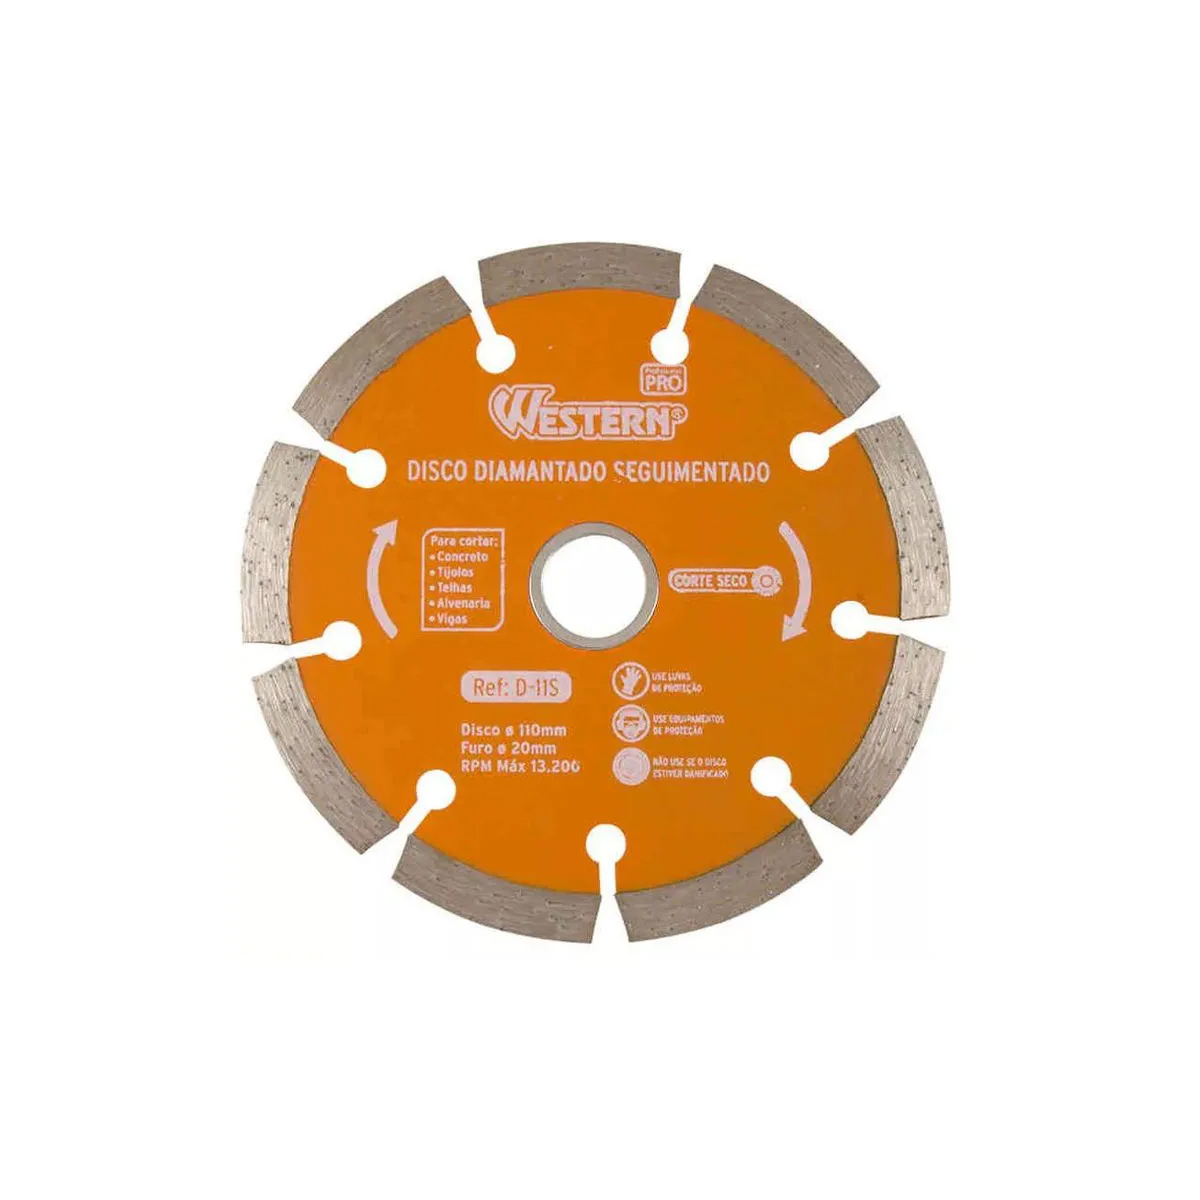 Professional
PRO
WESTERN®
DISCO DIAMANTADO SEGUIMENTADO
Para cortar:
• Concreto
• Tijolos
• Telhas
• Alvenaria
• Vigas
CORTE SECO
Ref: D-11S
Disco ø 110mm
Furo ø 20mm
RPM Máx 13.200
USE LUVAS
DE PROTEÇÃO
USE EQUIPAMENTOS
DE PROTEÇÃO
NÃO USE SE O DISCO
ESTIVER DANIFICADO